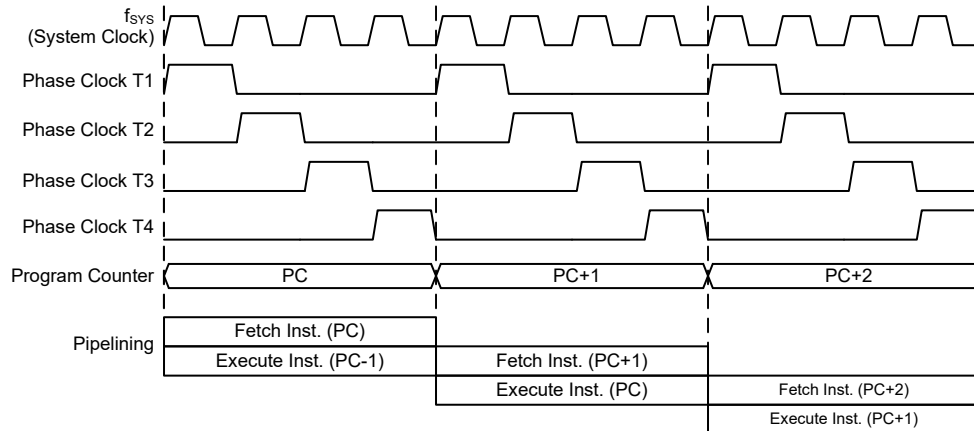 fSYS
(System Clock)
Phase Clock T1
Phase Clock T2
Phase Clock T3
Phase Clock T4
Program Counter PC PC+1 PC+2
Pipelining
Fetch Inst. (PC)
Execute Inst. (PC-1) Fetch Inst. (PC+1)
Execute Inst. (PC) Fetch Inst. (PC+2)
Execute Inst. (PC+1)